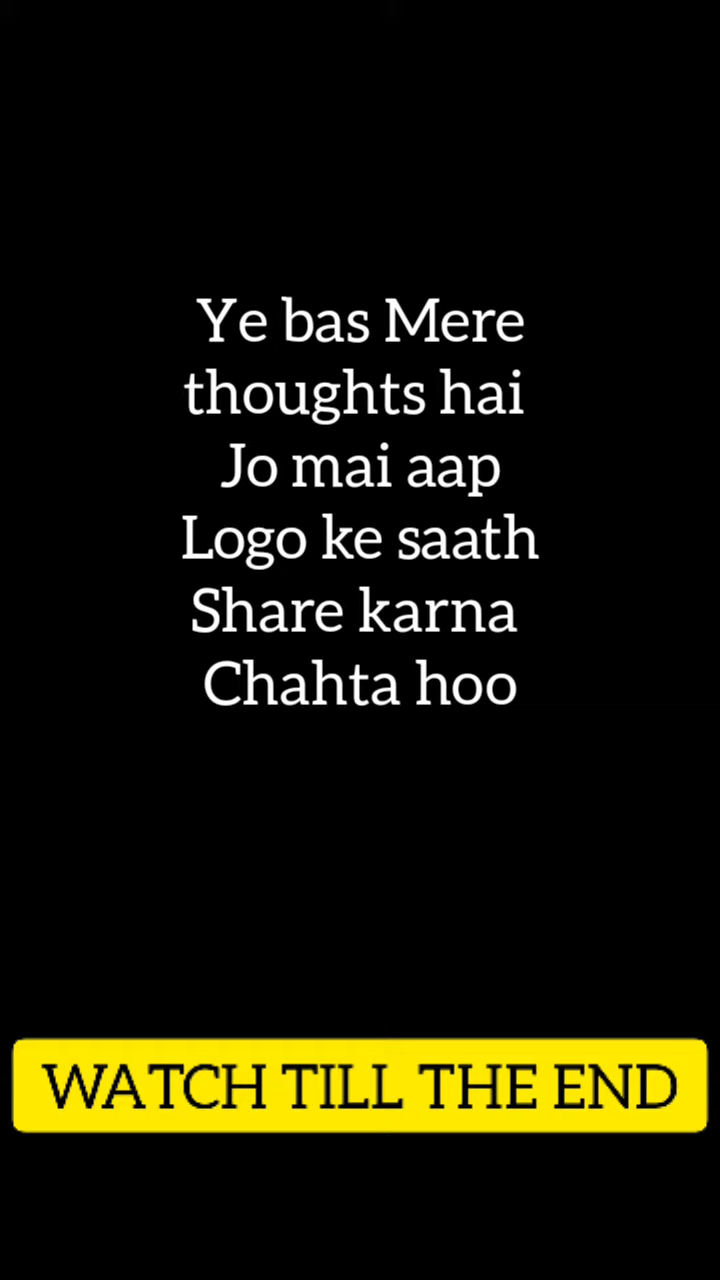 Ye bas Mere
thoughts hai
Jo mai aap
Logo ke saath
Share karna
Chahta hoo
WATCH TILL THE END